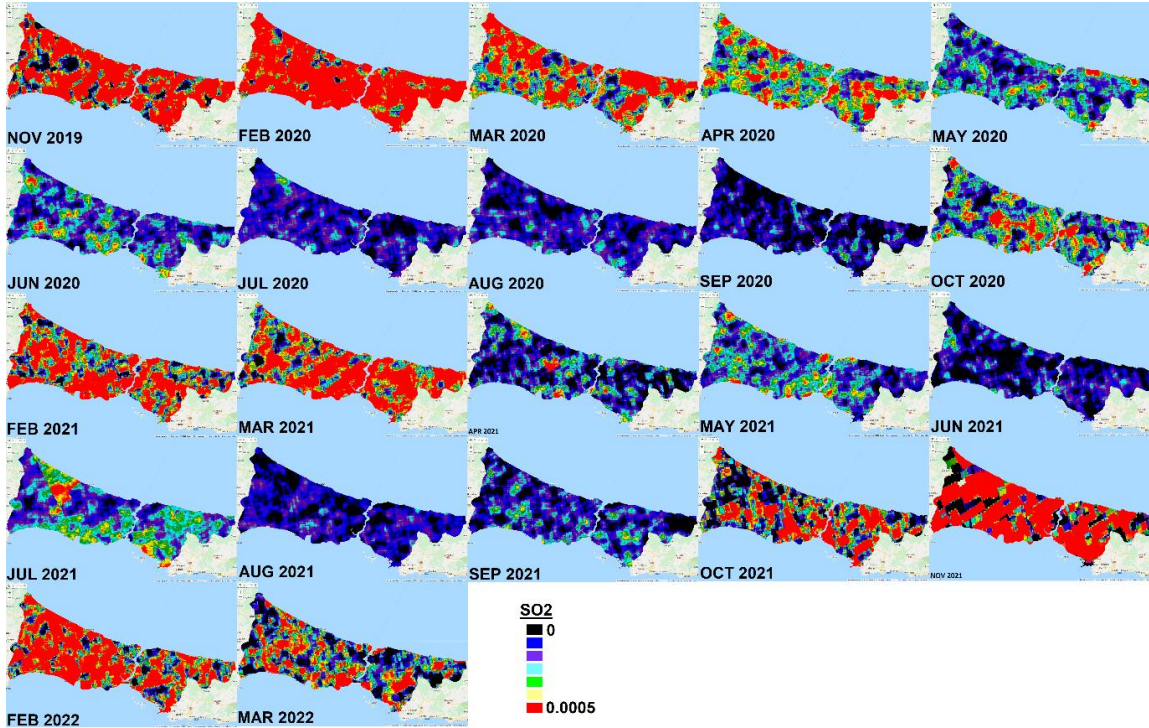 NOV 2019
FEB 2020
MAR 2020
APR 2020
MAY 2020
JUN 2020
JUL 2020
AUG 2020
SEP 2020
OCT 2020
FEB 2021
MAR 2021
APR 2021
MAY 2021
JUN 2021
JUL 2021
AUG 2021
SEP 2021
OCT 2021
NOV 2021
FEB 2022
MAR 2022
SO2
0
0.0005